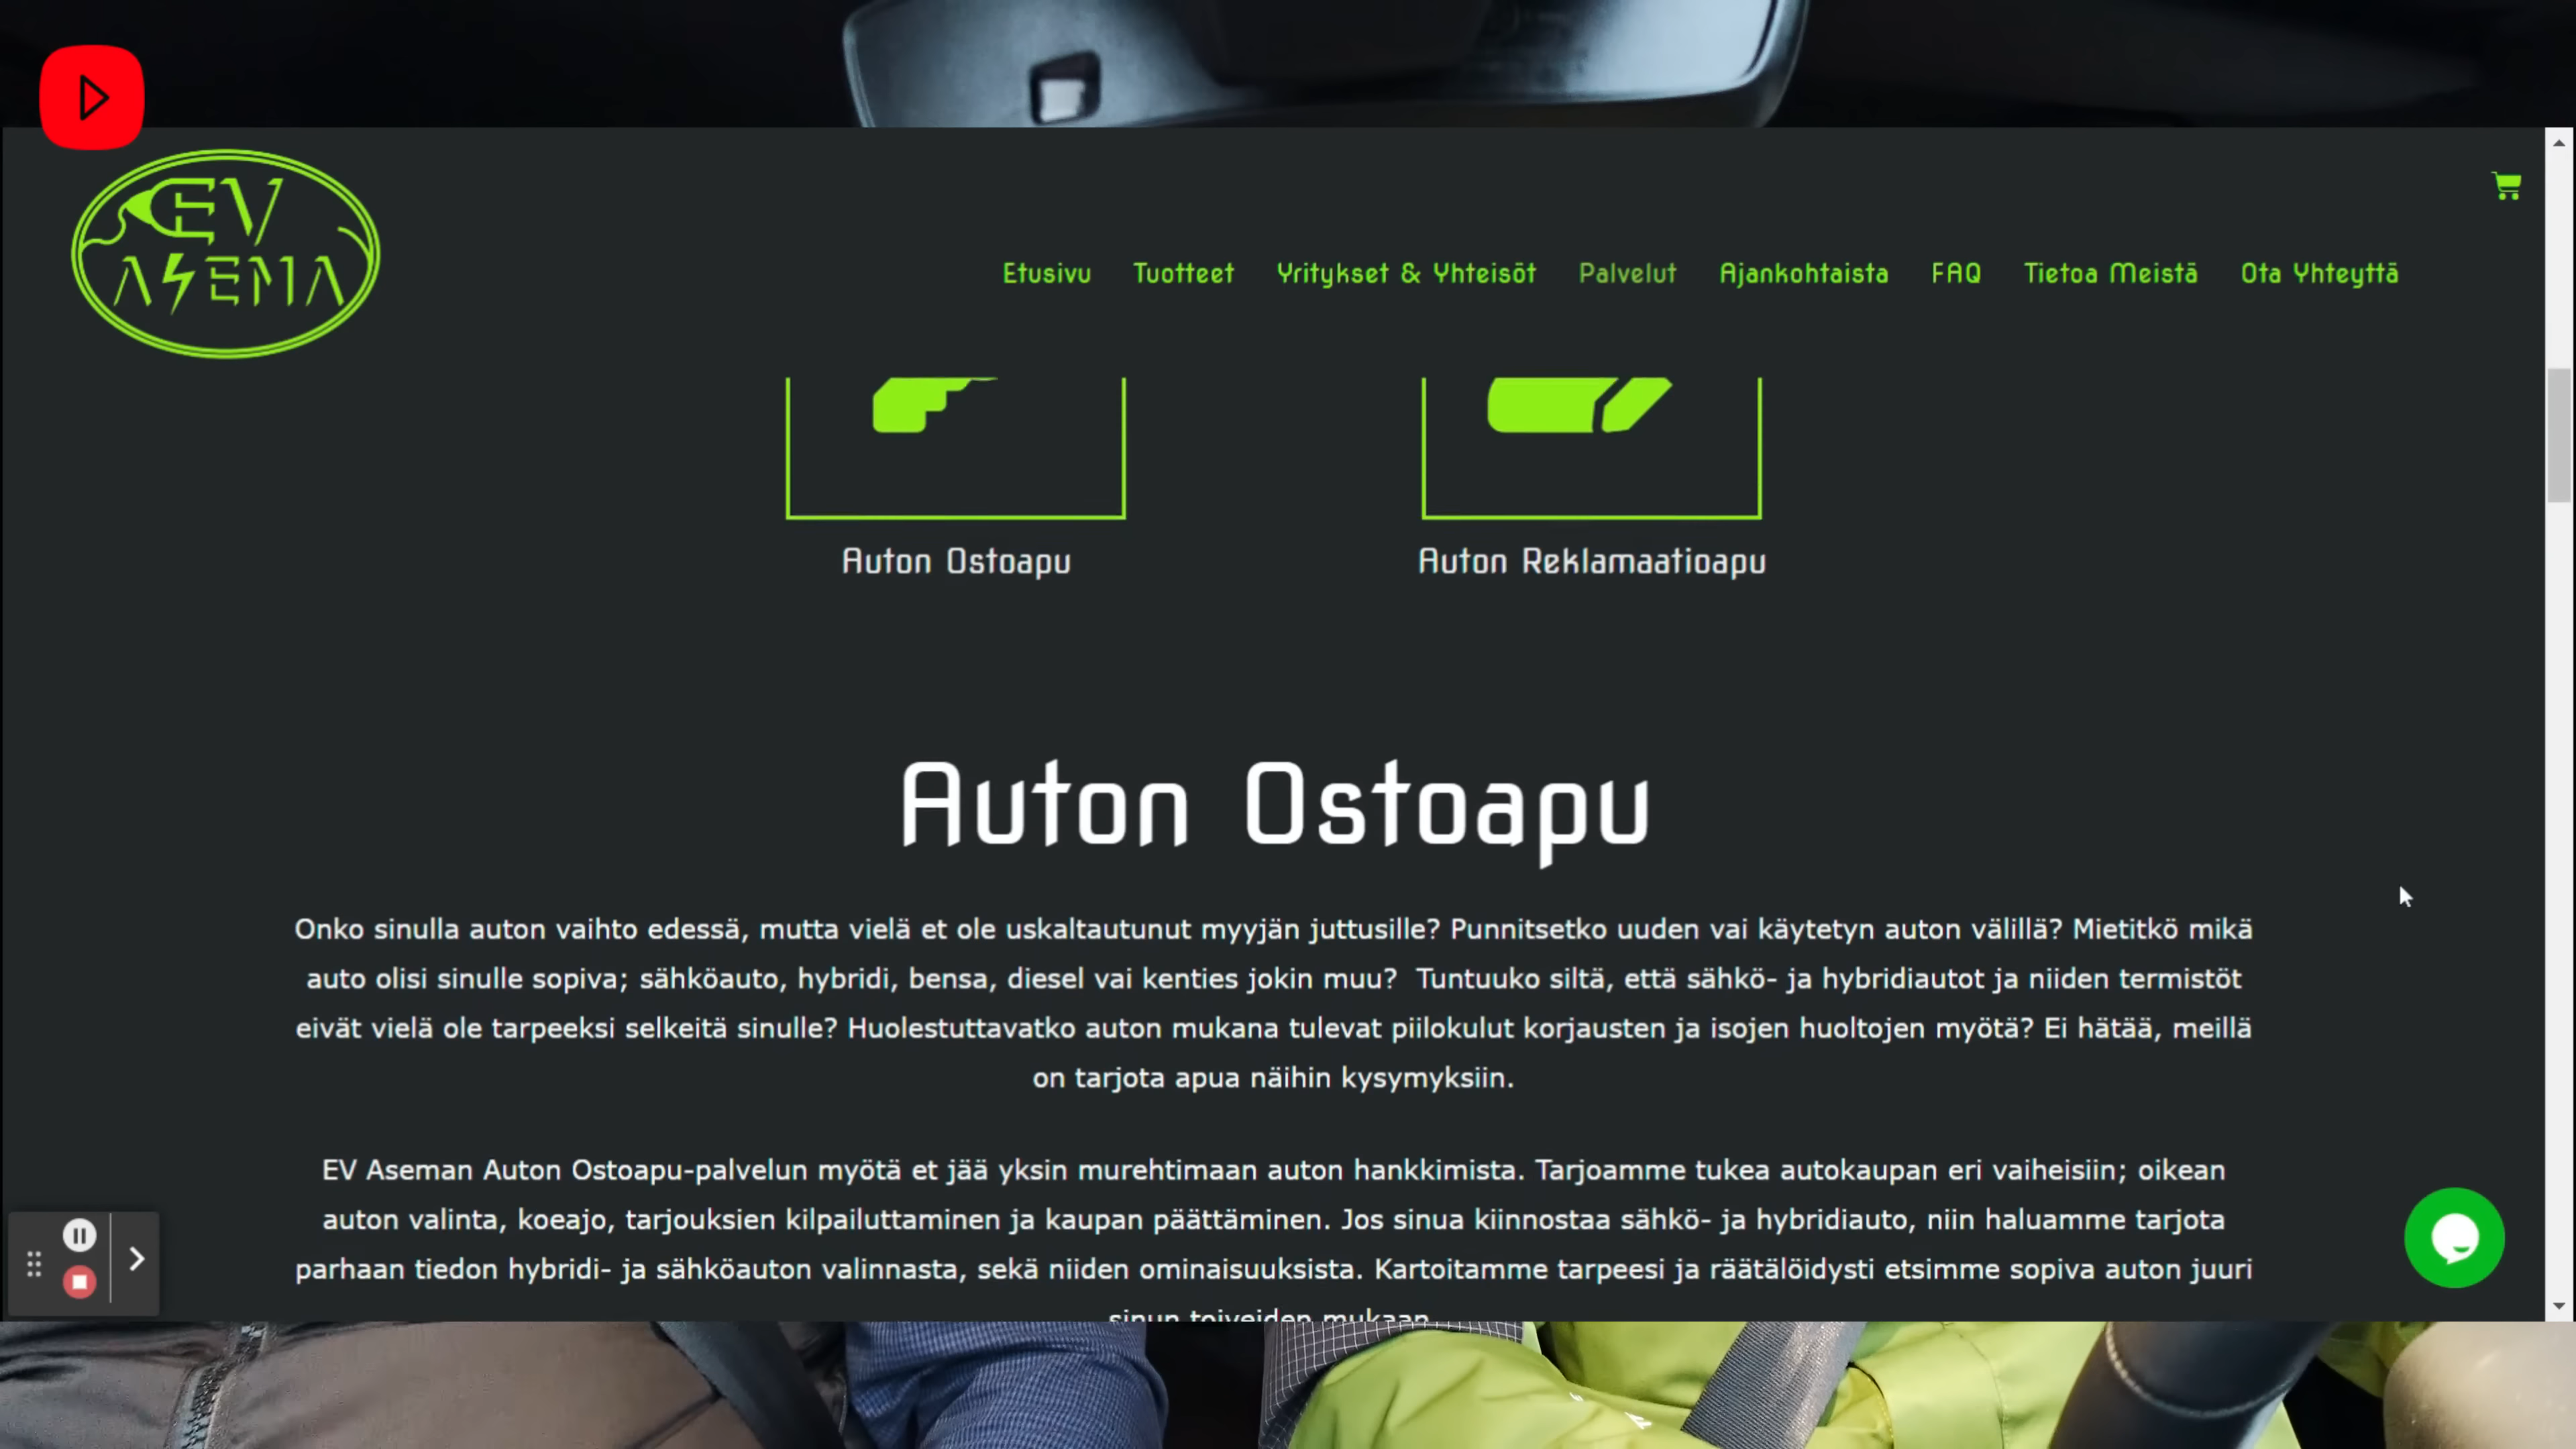 EV
ASEMA
Etusivu Tuotteet Yritykset & Yhteisöt Palvelut Ajankohtaista FAQ Tietoa Meistä Ota Yhteyttä
Auton Ostoapu
Auton Reklamaatioapu
Auton Ostoapu
Onko sinulla auton vaihto edessä, mutta vielä et ole uskaltautunut myyjän juttusille? Punnitsetko uuden vai käytetyn auton välillä? Mietitkö mikä
auto olisi sinulle sopiva; sähköauto, hybridi, bensa, diesel vai kenties jokin muu? Tuntuuko siltä, että sähkö- ja hybridiautot ja niiden termistöt
eivät vielä ole tarpeeksi selkeitä sinulle? Huolestuttavatko auton mukana tulevat piilokulut korjausten ja isojen huoltojen myötä? Ei hätää, meillä
on tarjota apua näihin kysymyksiin.
EV Aseman Auton Ostoapu-palvelun myötä et jää yksin murehtimaan auton hankkimista. Tarjoamme tukea autokaupan eri vaiheisiin; oikean
auton valinta, koeajo, tarjouksien kilpailuttaminen ja kaupan päättäminen. Jos sinua kiinnostaa sähkö- ja hybridiauto, niin haluamme tarjota
parhaan tiedon hybridi- ja sähköauton valinnasta, sekä niiden ominaisuuksista. Kartoitamme tarpeesi ja räätälöidysti etsimme sopiva auton juuri
sinun toiveiden mukaan